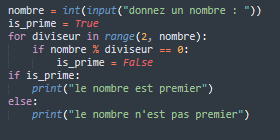 nombre = int(input("donnez un nombre : "))
is_prime = True
for diviseur in range(2, nombre):
    if nombre % diviseur == 0:
        is_prime = False
if is_prime:
    print("le nombre est premier")
else:
    print("le nombre n'est pas premier")